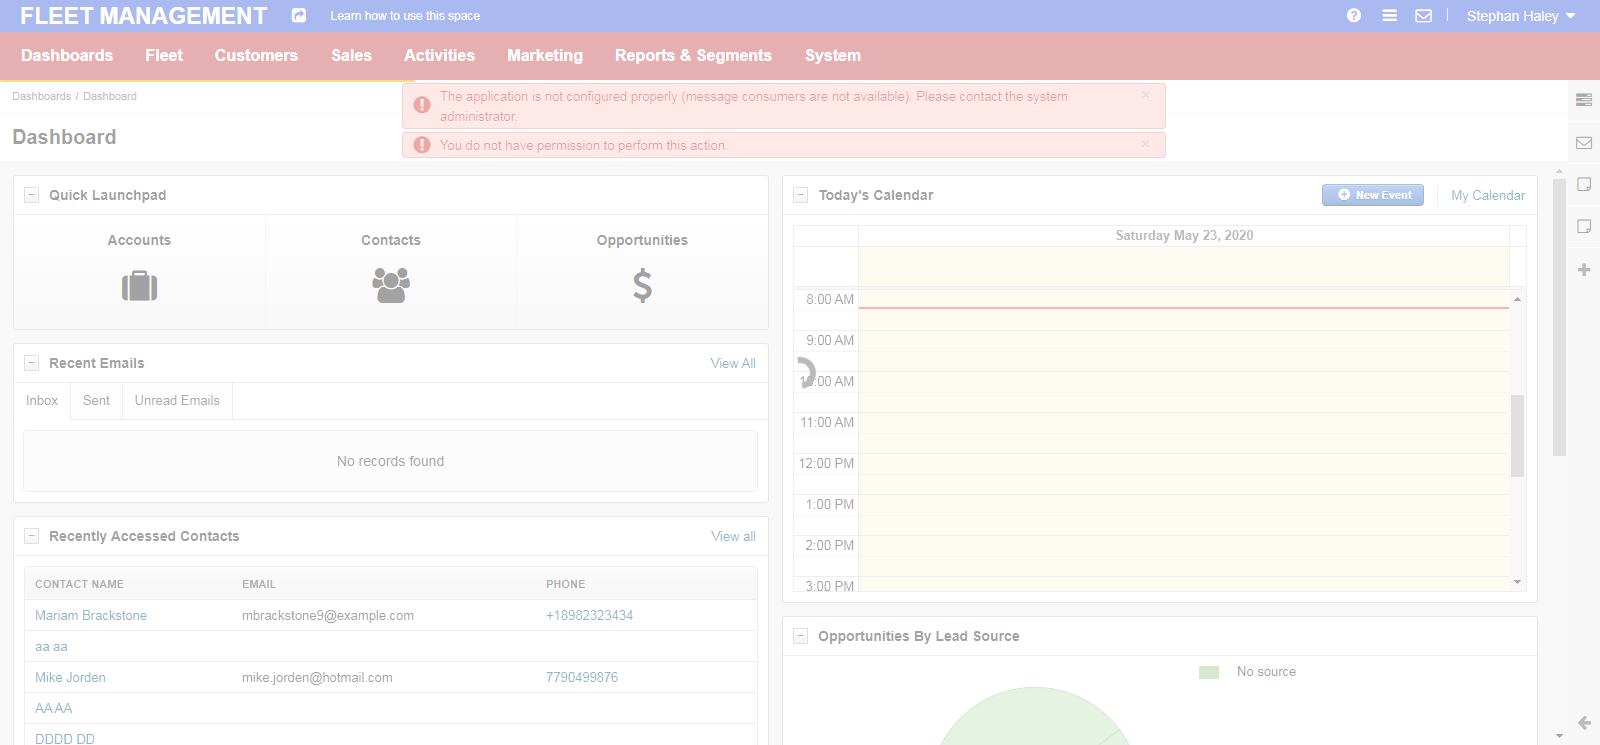 FLEET MANAGEMENT
Learn how to use this space
Stephan Haley
Dashboards Fleet Customers Sales Activities Marketing Reports & Segments System
Dashboards / Dashboard
The application is not configured properly (message consumers are not available). Please contact the system
administrator.
You do not have permission to perform this action.
Dashboard
Quick Launchpad
Accounts Contacts Opportunities
Recent Emails View All
Inbox Sent Unread Emails
No records found
Recently Accessed Contacts View all
CONTACT NAME EMAIL PHONE
Mariam Brackstone mbrackstone9@example.com +18982323434
aa aa
Mike Jorden mike.jorden@hotmail.com 7790499876
AA AA
DDDD DD
Today's Calendar New Event My Calendar
Saturday May 23, 2020
8:00 AM
9:00 AM
10:00 AM
11:00 AM
12:00 PM
1:00 PM
2:00 PM
3:00 PM
Opportunities By Lead Source
No source